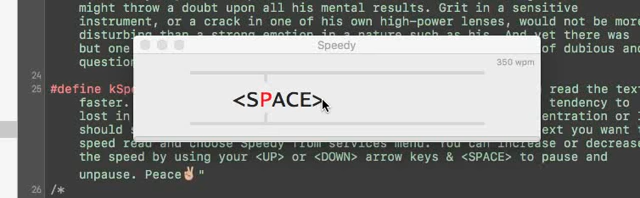 might throw a doubt upon all his mental results. Grit in a sensitive
instrument, or a crack in one of his own high-power lenses, would not be more
disturbing than a strong emotion in a nature such as his. And yet there was
but one of dubious and
question
Speedy
350 wpm
<SPACE>
24
25 #define kSp read the text
faster. tendency to
lost in or l
should s ext you want t
speed read and choose Speedy from services menu. You can increase or decrease
the speed by using your <UP> or <DOWN> arrow keys & <SPACE> to pause and
unpause. Peace✌🏼"
26 /*